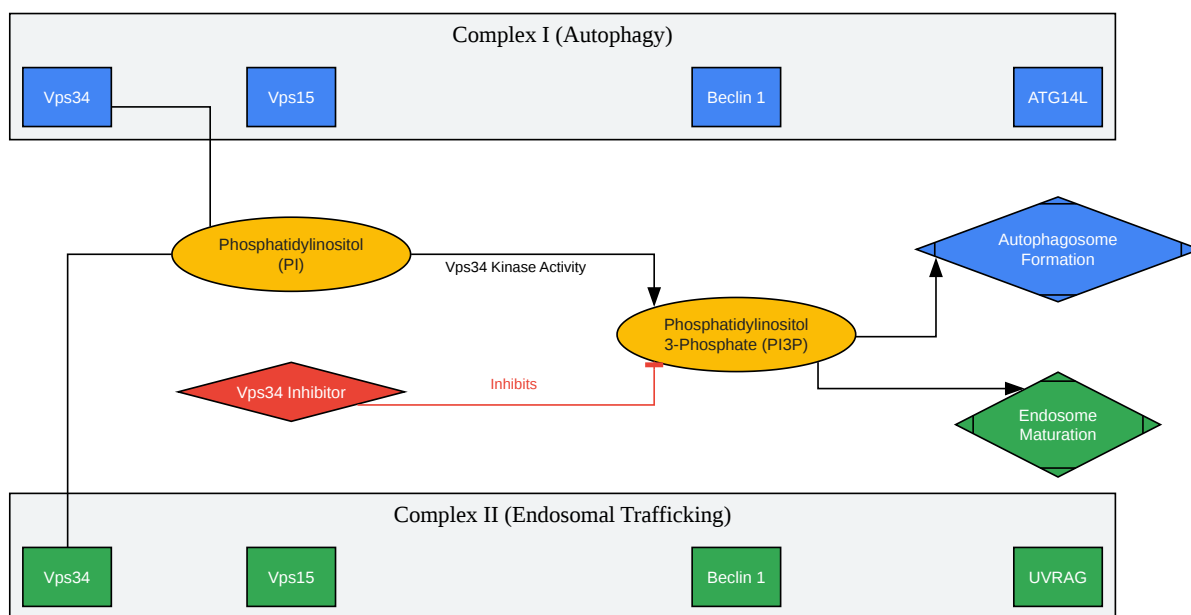 Complex I (Autophagy)
Vps34
Vps15
Beclin 1
ATG14L
Phosphatidylinositol
(PI)
Vps34 Kinase Activity
Autophagosome
Formation
Phosphatidylinositol
3-Phosphate (PI3P)
Vps34 Inhibitor
Inhibits
Endosome
Maturation
Complex II (Endosomal Trafficking)
Vps34
Vps15
Beclin 1
UVRAG